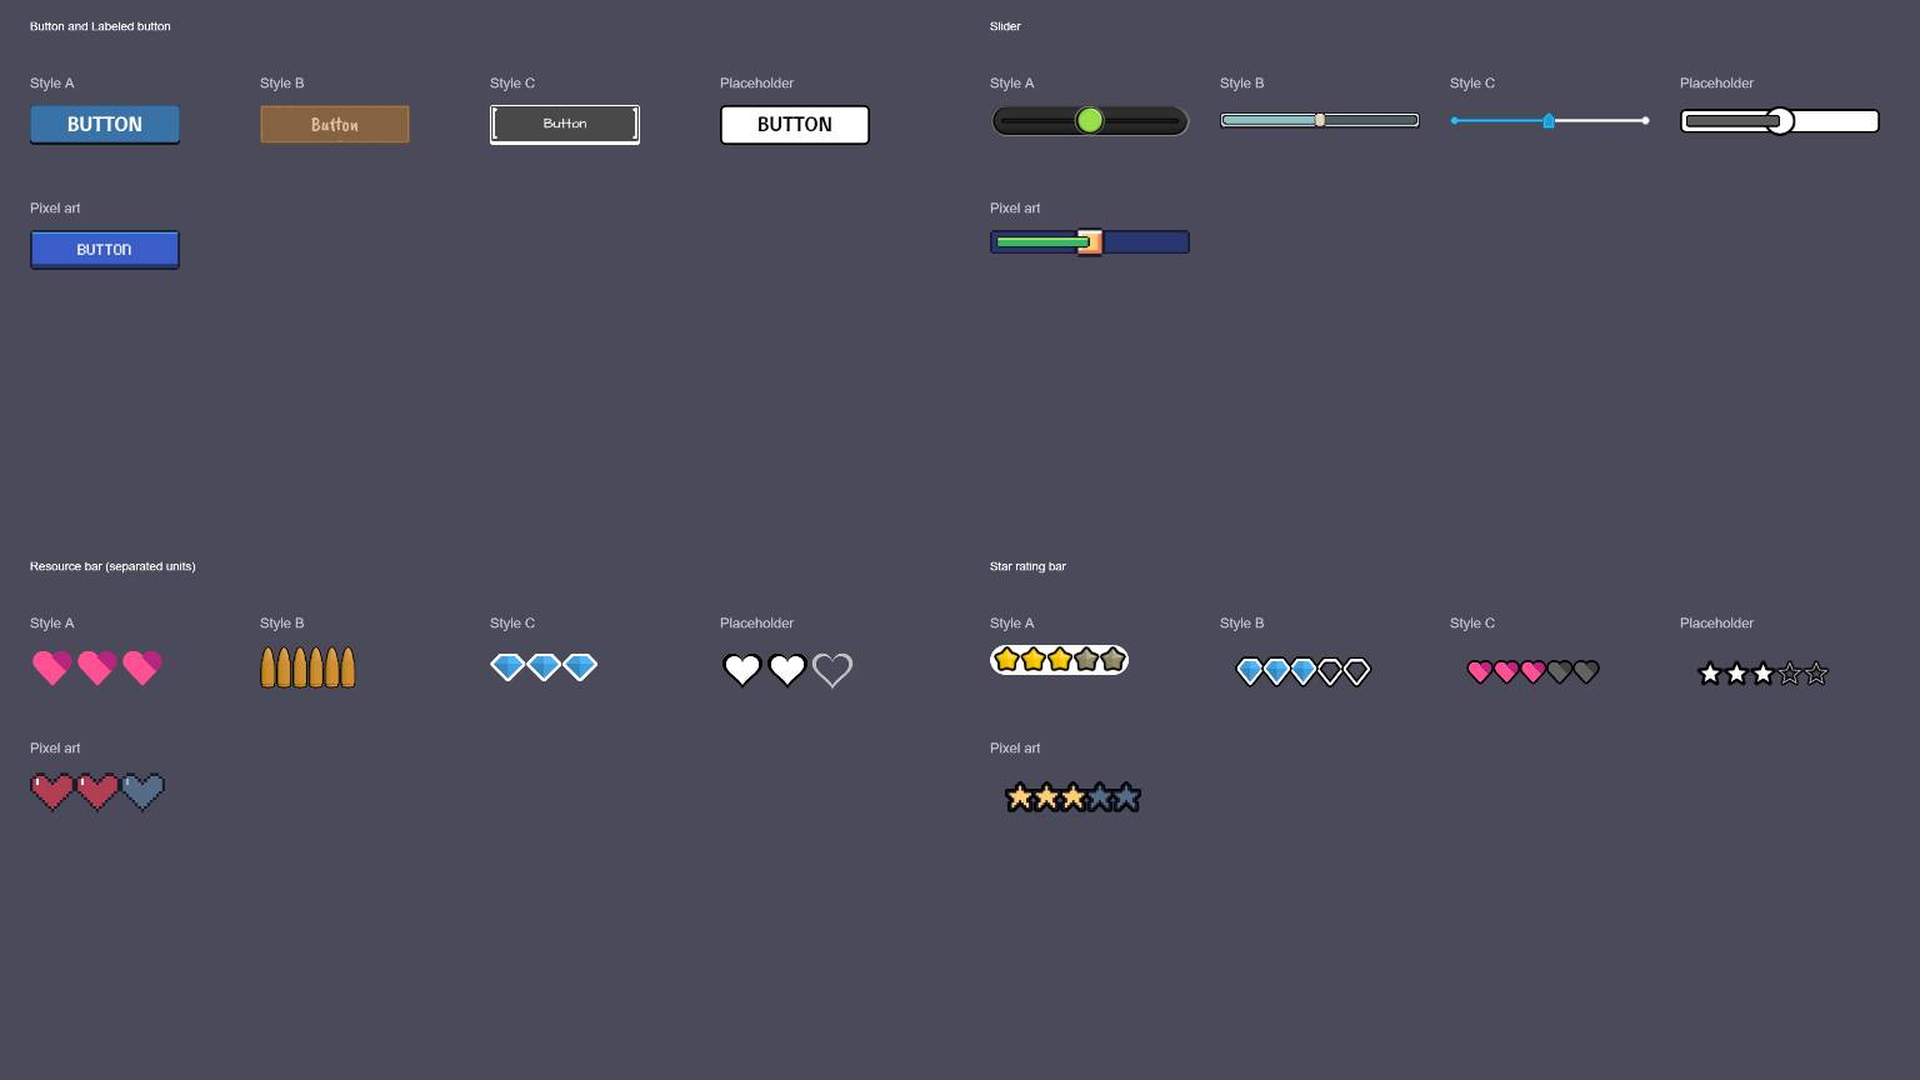 Button and Labeled button
Style A
Style B
Style C
Placeholder
BUTTON
Button
Button
BUTTON
Pixel art
BUTTON
Slider
Style A
Style B
Style C
Placeholder
Pixel art
Resource bar (separated units)
Style A
Style B
Style C
Placeholder
Pixel art
Star rating bar
Style A
Style B
Style C
Placeholder
Pixel art